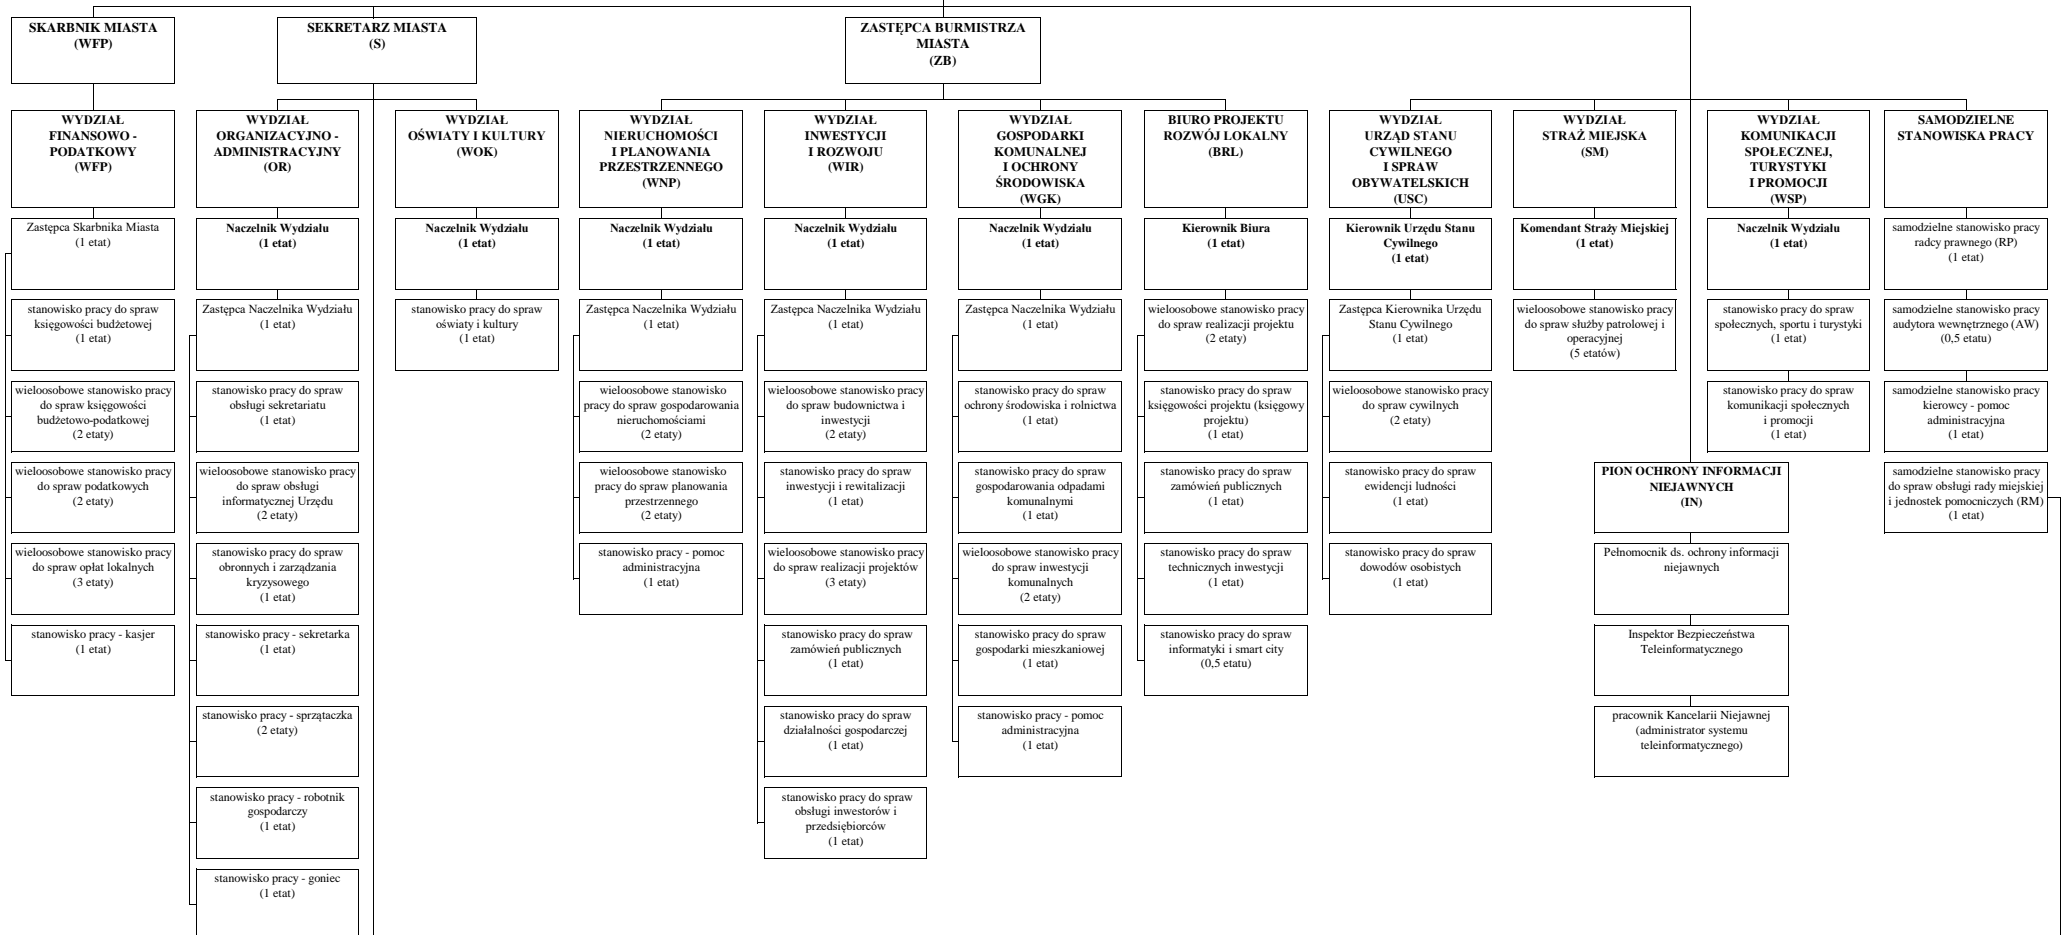 SKARBNIK MIASTA
(WFP)
SEKRETARZ MIASTA
(S)
ZASTĘPCA BURMISTRZA
MIASTA
(ZB)
WYDZIAŁ
FINANSOWO -
PODATKOWY
(WFP)
Zastępca Skarbnika Miasta
(1 etat)
stanowisko pracy do spraw
księgowości budżetowej
(1 etat)
wieloosobowe stanowisko pracy
do spraw księgowości
budżetowo-podatkowej
(2 etaty)
wieloosobowe stanowisko pracy
do spraw podatkowych
(2 etaty)
wieloosobowe stanowisko pracy
do spraw opłat lokalnych
(3 etaty)
stanowisko pracy - kasjer
(1 etat)
WYDZIAŁ
ORGANIZACYJNO -
ADMINISTRACYJNY
(OR)
Naczelnik Wydziału
(1 etat)
Zastępca Naczelnika Wydziału
(1 etat)
stanowisko pracy do spraw
obsługi sekretariatu
(1 etat)
wieloosobowe stanowisko pracy
do spraw obsługi
informatycznej Urzędu
(2 etaty)
stanowisko pracy do spraw
obronnych i zarządzania
kryzysowego
(1 etat)
stanowisko pracy - sekretarka
(1 etat)
stanowisko pracy - sprzątaczka
(2 etaty)
stanowisko pracy - robotnik
gospodarczy
(1 etat)
stanowisko pracy - goniec
(1 etat)
WYDZIAŁ
OŚWIATY I KULTURY
(WOK)
Naczelnik Wydziału
(1 etat)
stanowisko pracy do spraw
oświaty i kultury
(1 etat)
WYDZIAŁ
NIERUCHOMOŚCI
I PLANOWANIA
PRZESTRZENNEGO
(WNP)
Naczelnik Wydziału
(1 etat)
Zastępca Naczelnika Wydziału
(1 etat)
wieloosobowe stanowisko
pracy do spraw gospodarowania
nieruchomościami
(2 etaty)
wieloosobowe stanowisko
pracy do spraw planowania
przestrzennego
(2 etaty)
stanowisko pracy - pomoc
administracyjna
(1 etat)
WYDZIAŁ
INWESTYCJI
I ROZWOJU
(WIR)
Naczelnik Wydziału
(1 etat)
Zastępca Naczelnika Wydziału
(1 etat)
wieloosobowe stanowisko pracy
do spraw budownictwa i
inwestycji
(2 etaty)
stanowisko pracy do spraw
inwestycji i rewitalizacji
(1 etat)
wieloosobowe stanowisko pracy
do spraw realizacji projektów
(3 etaty)
stanowisko pracy do spraw
zamówień publicznych
(1 etat)
stanowisko pracy do spraw
działalności gospodarczej
(1 etat)
stanowisko pracy do spraw
obsługi inwestorów i
przedsiębiorców
(1 etat)
WYDZIAŁ
GOSPODARKI
KOMUNALNEJ
I OCHRONY
ŚRODOWISKA
(WGK)
Naczelnik Wydziału
(1 etat)
Zastępca Naczelnika Wydziału
(1 etat)
stanowisko pracy do spraw
ochrony środowiska i rolnictwa
(1 etat)
stanowisko pracy do spraw
gospodarowania odpadami
komunalnymi
(1 etat)
wieloosobowe stanowisko pracy
do spraw inwestycji
komunalnych
(2 etaty)
stanowisko pracy do spraw
gospodarki mieszkaniowej
(1 etat)
stanowisko pracy - pomoc
administracyjna
(1 etat)
BIURO PROJEKTU
ROZWÓJ LOKALNY
(BRL)
Kierownik Biura
(1 etat)
wieloosobowe stanowisko pracy
do spraw realizacji projektu
(2 etaty)
stanowisko pracy do spraw
księgowości projektu (księgowy
projektu)
(1 etat)
stanowisko pracy do spraw
zamówień publicznych
(1 etat)
stanowisko pracy do spraw
technicznych inwestycji
(1 etat)
stanowisko pracy do spraw
informatyki i smart city
(0,5 etatu)
WYDZIAŁ
URZĄD STANU
CYWILNEGO
I SPRAW
OBYWATELSKICH
(USC)
Kierownik Urzędu Stanu
Cywilnego
(1 etat)
Zastępca Kierownika Urzędu
Stanu Cywilnego
(1 etat)
wieloosobowe stanowisko pracy
do spraw cywilnych
(2 etaty)
stanowisko pracy do spraw
ewidencji ludności
(1 etat)
stanowisko pracy do spraw
dowodów osobistych
(1 etat)
WYDZIAŁ
STRAŻ MIEJSKA
(SM)
Komendant Straży Miejskiej
(1 etat)
wieloosobowe stanowisko pracy
do spraw służby patrolowej i
operacyjnej
(5 etatów)
PION OCHRONY INFORMACJI
NIEJAWNYCH
(IN)
Pełnomocnik ds. ochrony informacji
niejawnych
Inspektor Bezpieczeństwa
Teleinformatycznego
pracownik Kancelarii Niejawnej
(administrator systemu
teleinformatycznego)
WYDZIAŁ
KOMUNIKACJI
SPOŁECZNEJ,
TURYSTYKI
I PROMOCJI
(WSP)
Naczelnik Wydziału
(1 etat)
stanowisko pracy do spraw
społecznych, sportu i turystyki
(1 etat)
stanowisko pracy do spraw
komunikacji społecznych
i promocji
(1 etat)
SAMODZIELNE
STANOWISKA PRACY
samodzielne stanowisko pracy
radcy prawnego (RP)
(1 etat)
samodzielne stanowisko pracy
audytora wewnętrznego (AW)
(0,5 etatu)
samodzielne stanowisko pracy
kierowcy - pomoc
administracyjna
(1 etat)
samodzielne stanowisko pracy
do spraw obsługi rady miejskiej
i jednostek pomocniczych (RM)
(1 etat)